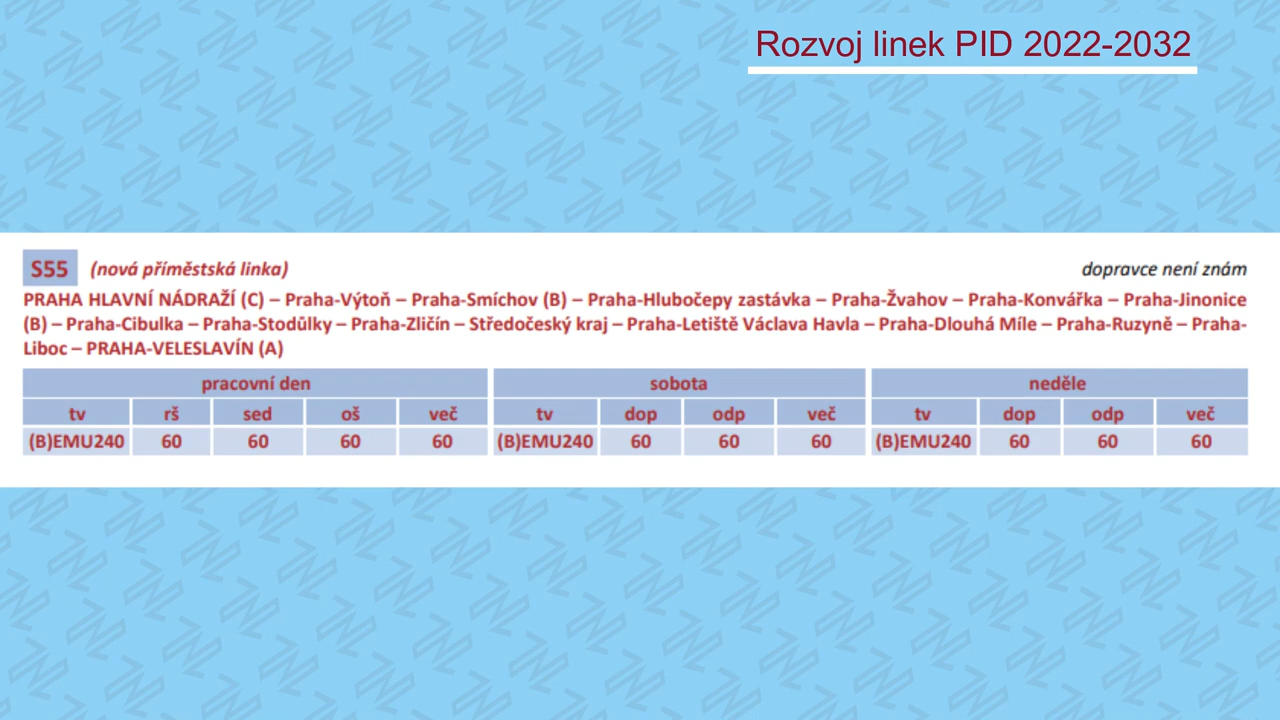 Rozvoj linek PID 2022-2032
S55 (nová příměstská linka) dopravce není znám
PRAHA HLAVNÍ NÁDRAŽÍ (C) – Praha-Výtoň – Praha-Smíchov (B) – Praha-Hlubočepy zastávka – Praha-Žvahov – Praha-Konvářka – Praha-Jinonice
(B) – Praha-Cibulka – Praha-Stodůlky – Praha-Zličín – Středočeský kraj – Praha-Letiště Václava Havla – Praha-Dlouhá Míle – Praha-Ruzyně – Praha-
Liboc – PRAHA-VELESLAVÍN (A)
pracovní den sobota neděle
tv rš sed oš več tv dop odp več tv dop odp več
(B)EMU240 60 60 60 60 (B)EMU240 60 60 60 (B)EMU240 60 60 60